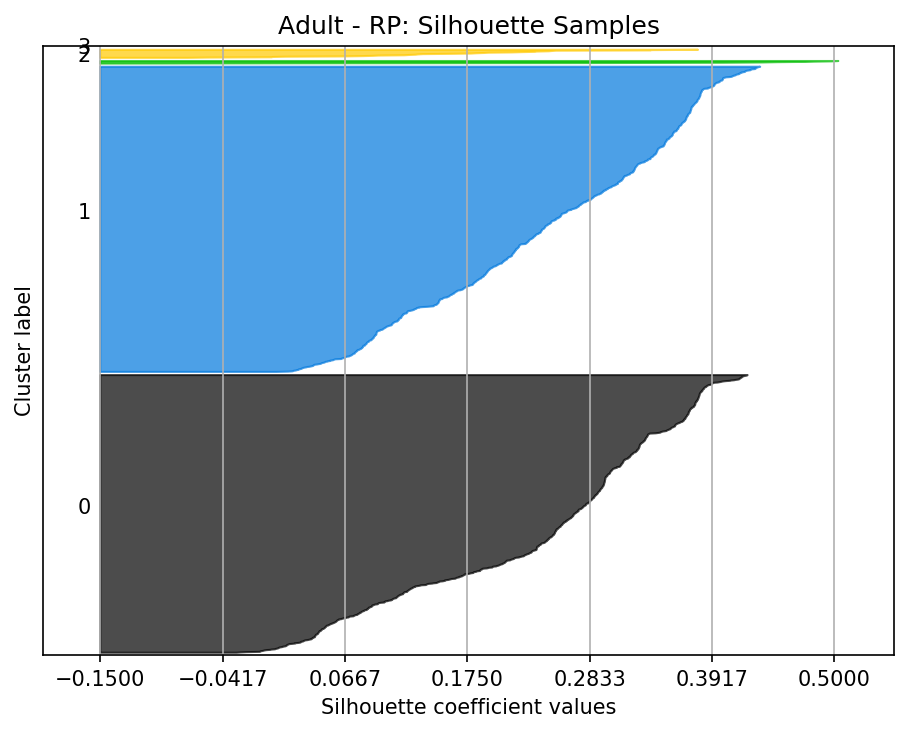 Adult - RP: Silhouette Samples
3
2
1
0
Cluster label
−0.1500 −0.0417 0.0667 0.1750 0.2833 0.3917 0.5000
Silhouette coefficient values